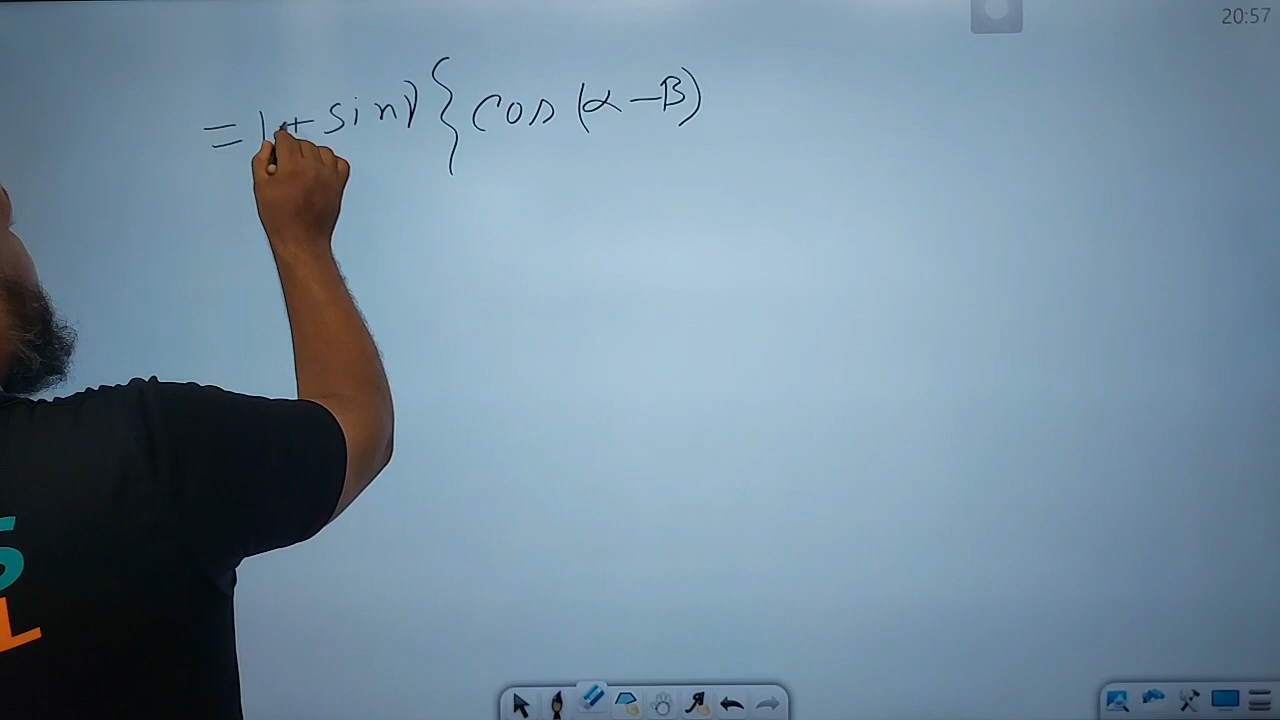 20:57
= 1 + sinγ { cos (α - β)